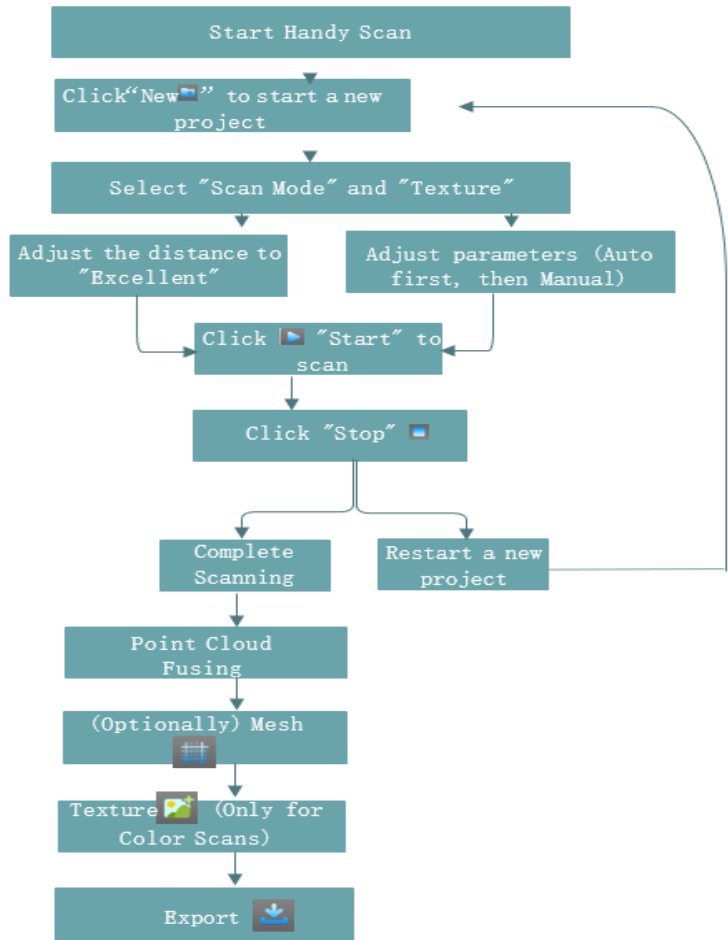 Start Handy Scan
Click“New ” to start a new
project
Select "Scan Mode" and "Texture"
Adjust the distance to
"Excellent"
Adjust parameters (Auto
first, then Manual)
Click "Start" to
scan
Click "Stop"
Complete
Scanning
Restart a new
project
Point Cloud
Fusing
(Optionally) Mesh
Texture (Only for
Color Scans)
Export